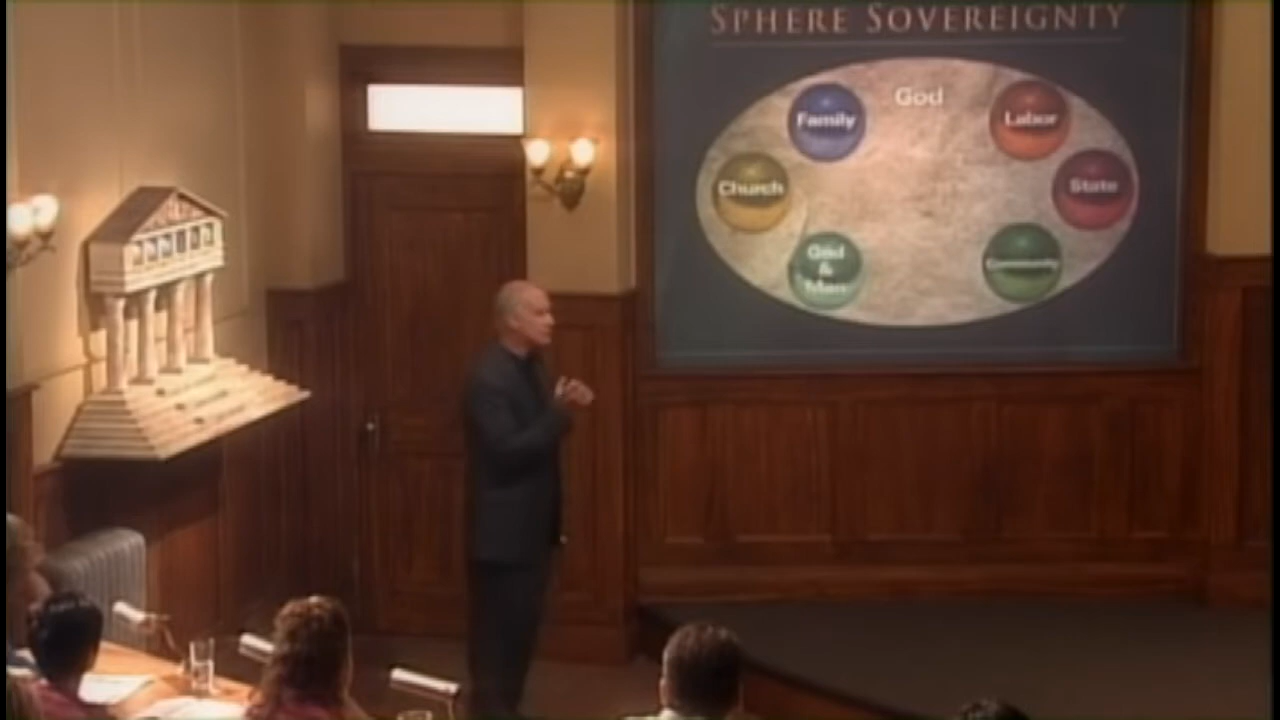 SPHERE SOVEREIGNTY
God
Family
Labor
Church
State
God
&
Man
Community